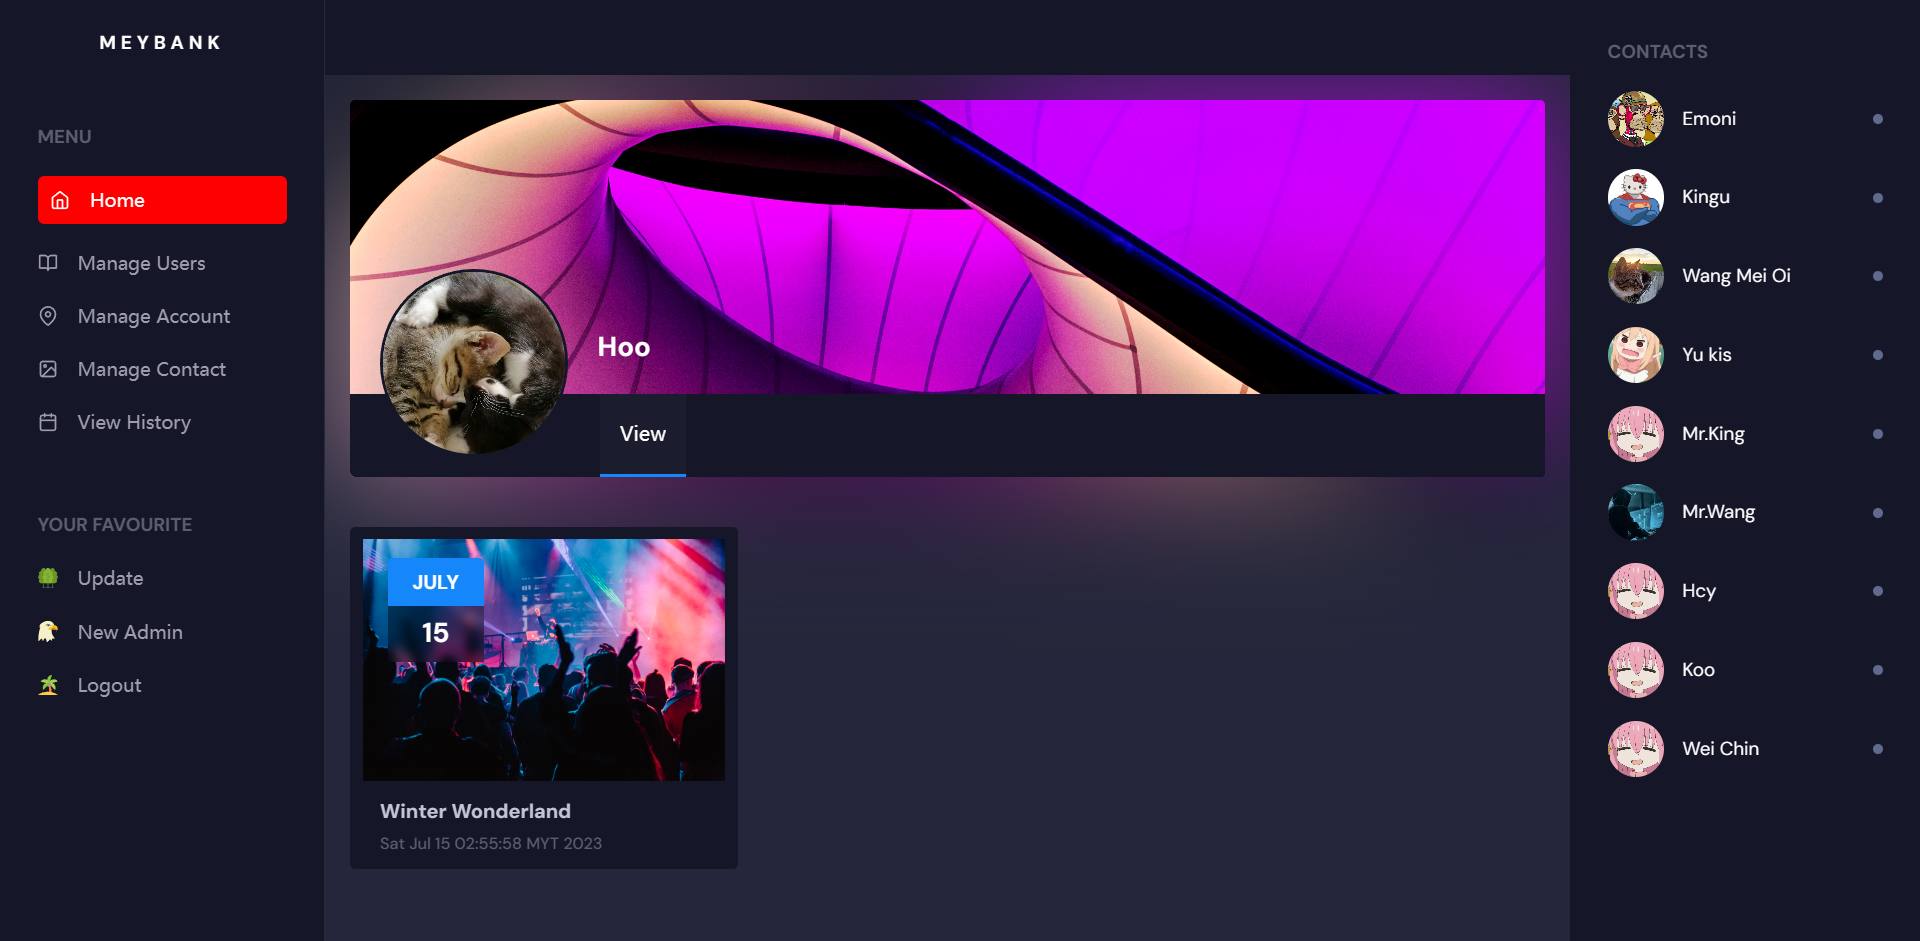 MEYBANK
MENU
Home
Manage Users
Manage Account
Manage Contact
View History
YOUR FAVOURITE
Update
New Admin
Logout
Hoo
View
JULY
15
Winter Wonderland
Sat Jul 15 02:55:58 MYT 2023
CONTACTS
Emoni
Kingu
Wang Mei Oi
Yu kis
Mr.King
Mr.Wang
Hcy
Koo
Wei Chin